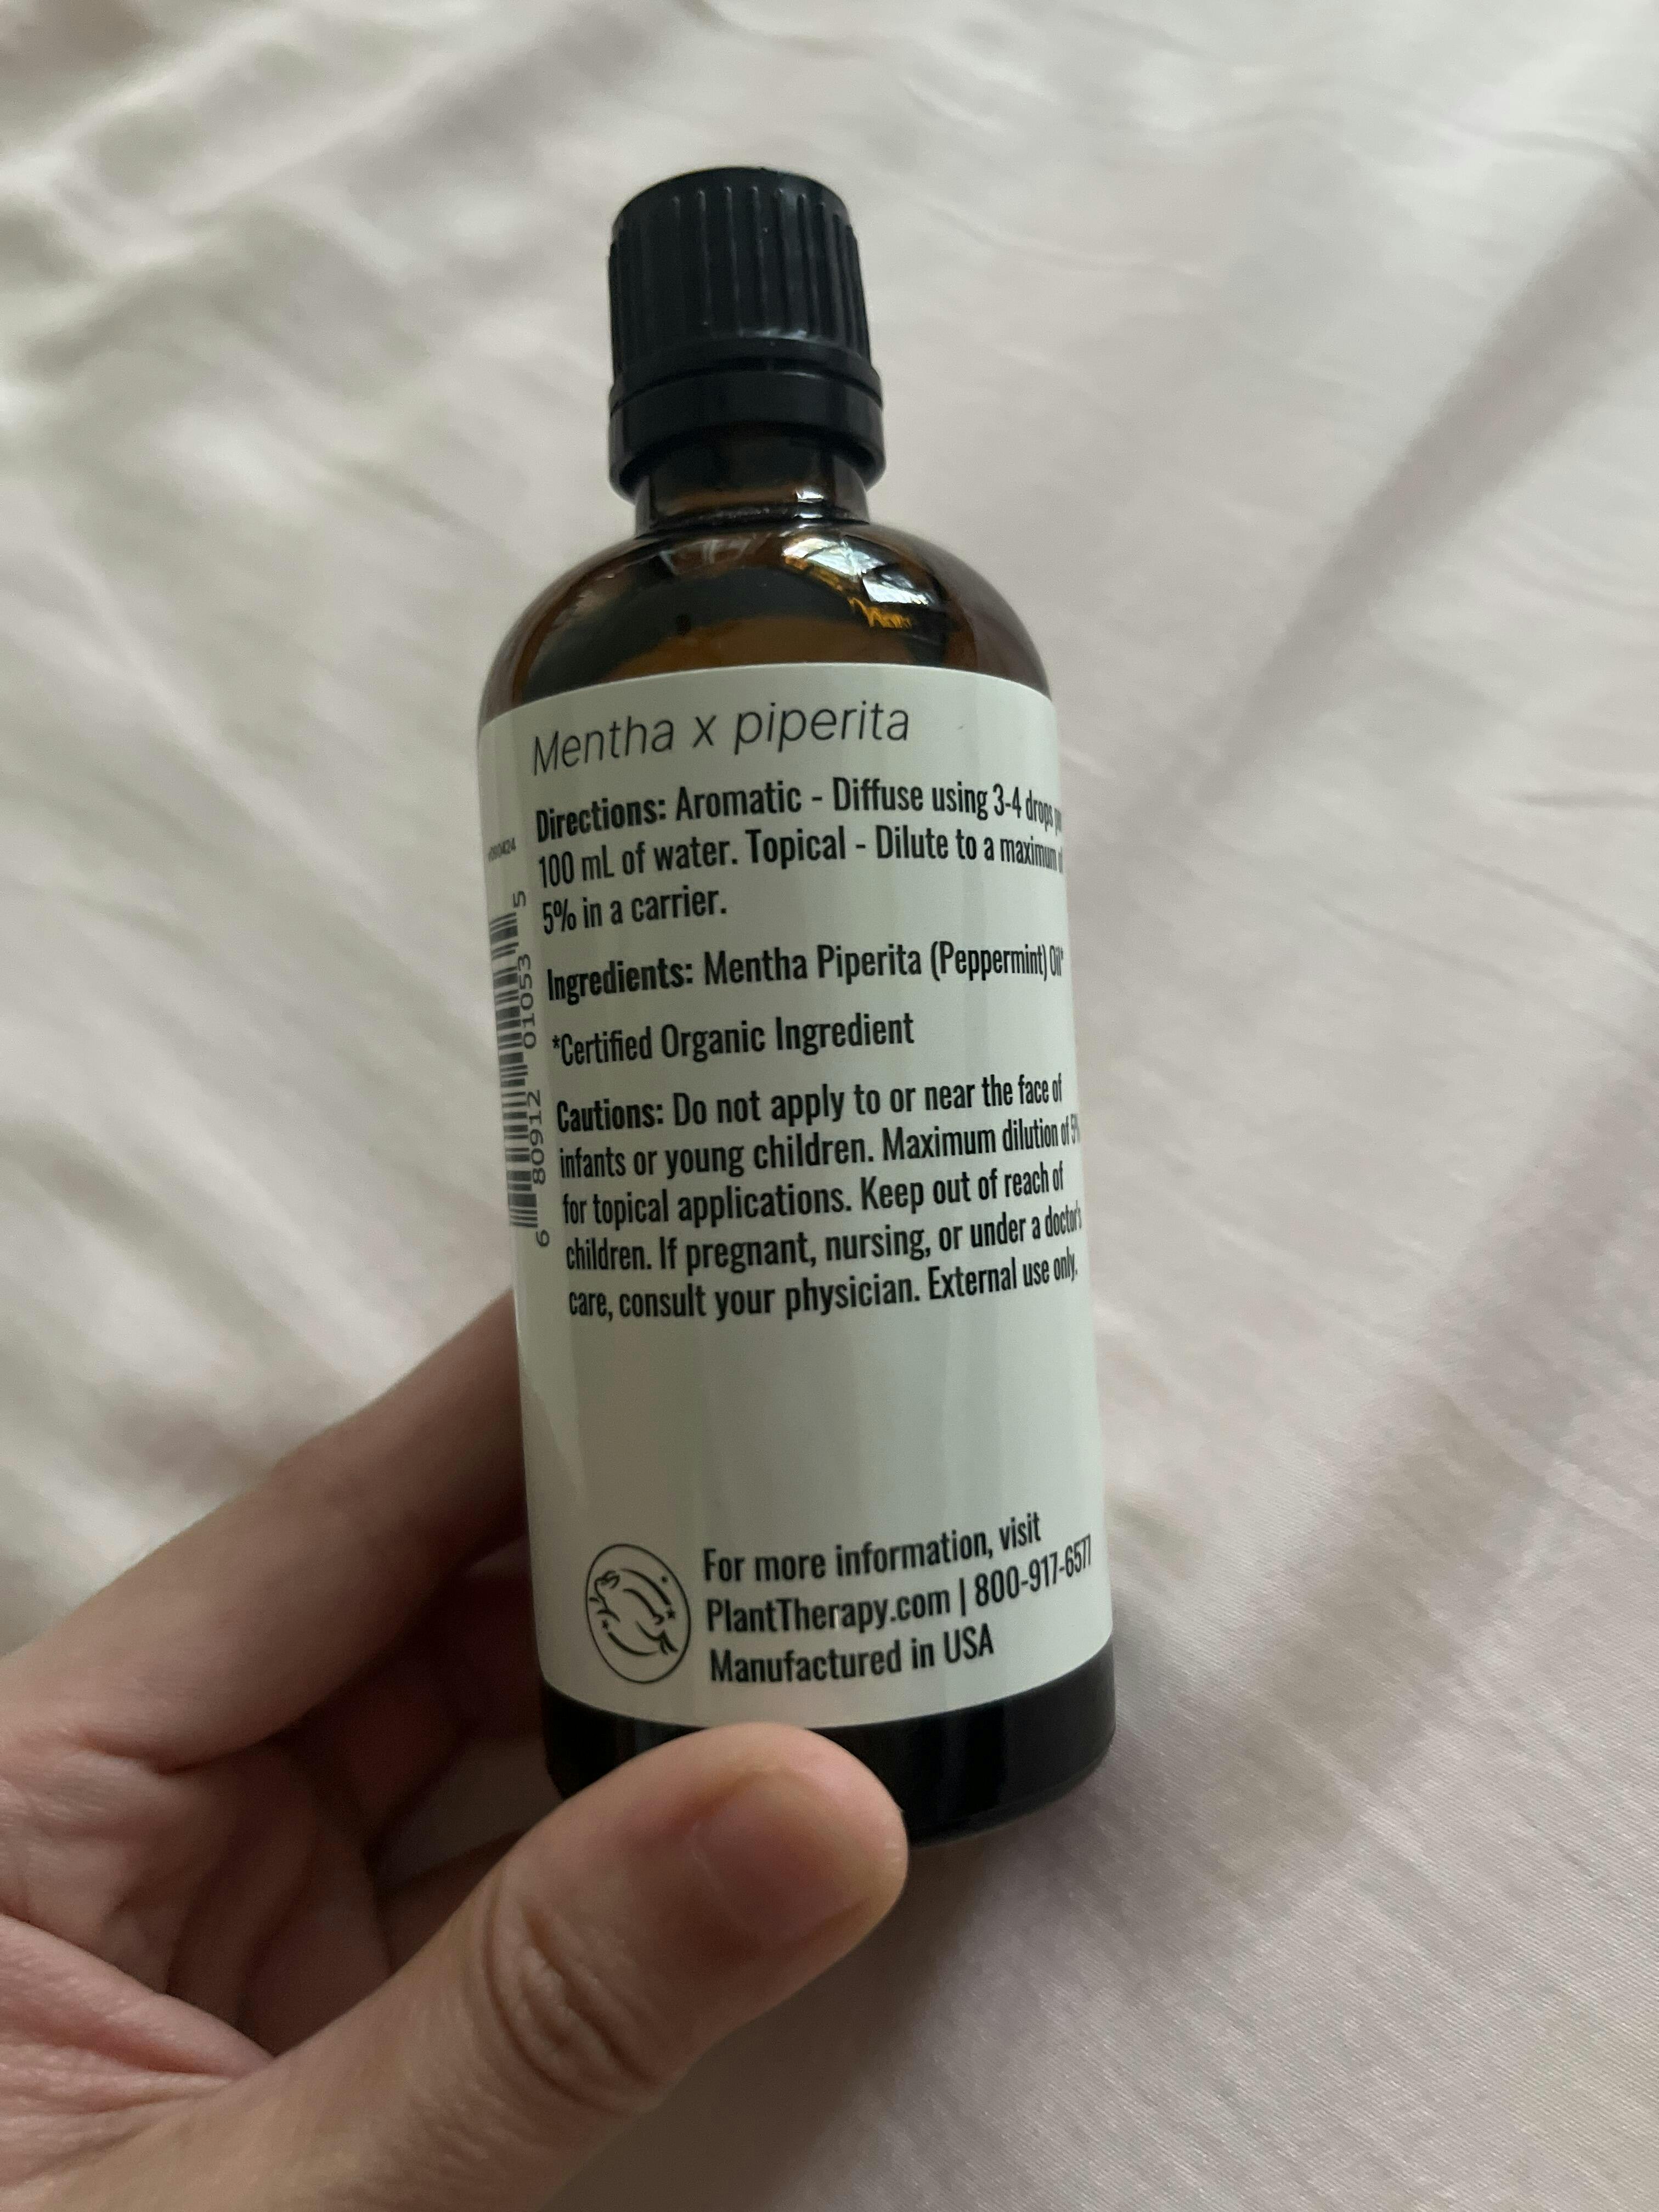 Mentha x piperita
Directions: Aromatic - Diffuse using 3-4 drops
100 mL of water. Topical - Dilute to a maximum
5% in a carrier.
Ingredients: Mentha Piperita (Peppermint) Oil*
*Certified Organic Ingredient
Cautions: Do not apply to or near the face of
infants or young children. Maximum dilution of 5%
for topical applications. Keep out of reach of
children. If pregnant, nursing, or under a doctor's
care, consult your physician. External use only.
For more information, visit
PlantTherapy.com | 800-917-6577
Manufactured in USA
6 80912 01053 5